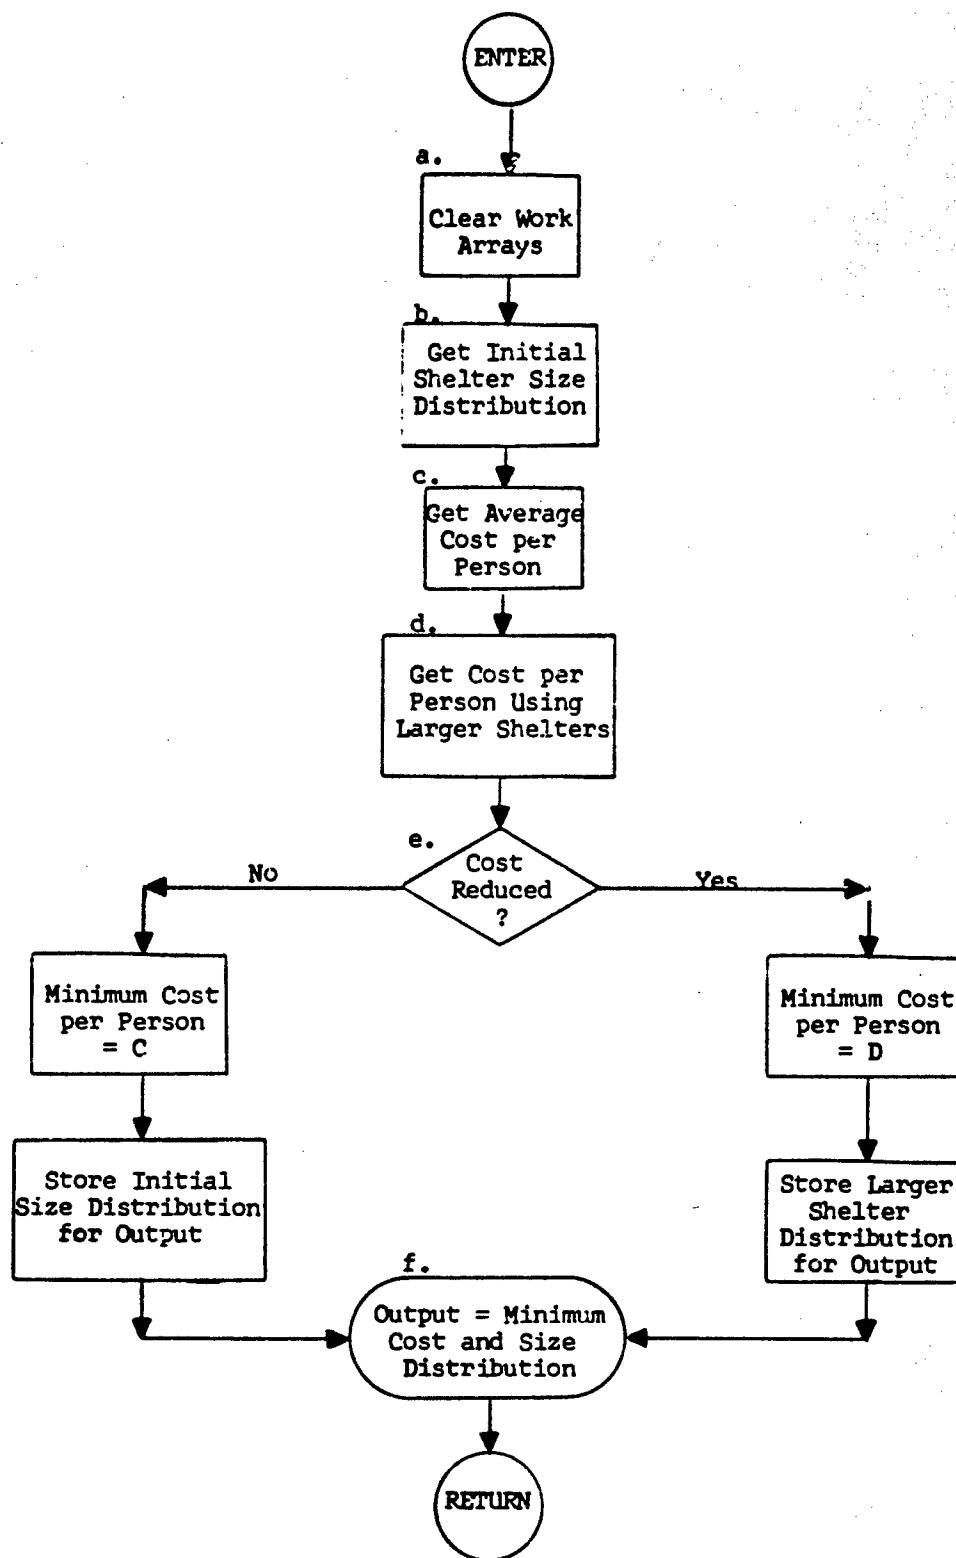 ENTER
a.
Clear Work
Arrays
b.
Get Initial
Shelter Size
Distribution
c.
Get Average
Cost per
Person
d.
Get Cost per
Person Using
Larger Shelters
e.
Cost
Reduced
?
No
Yes
Minimum Cost
per Person
= C
Minimum Cost
per Person
= D
Store Initial
Size Distribution
for Output
Store Larger
Shelter
Distribution
for Output
f.
Output = Minimum
Cost and Size
Distribution
RETURN